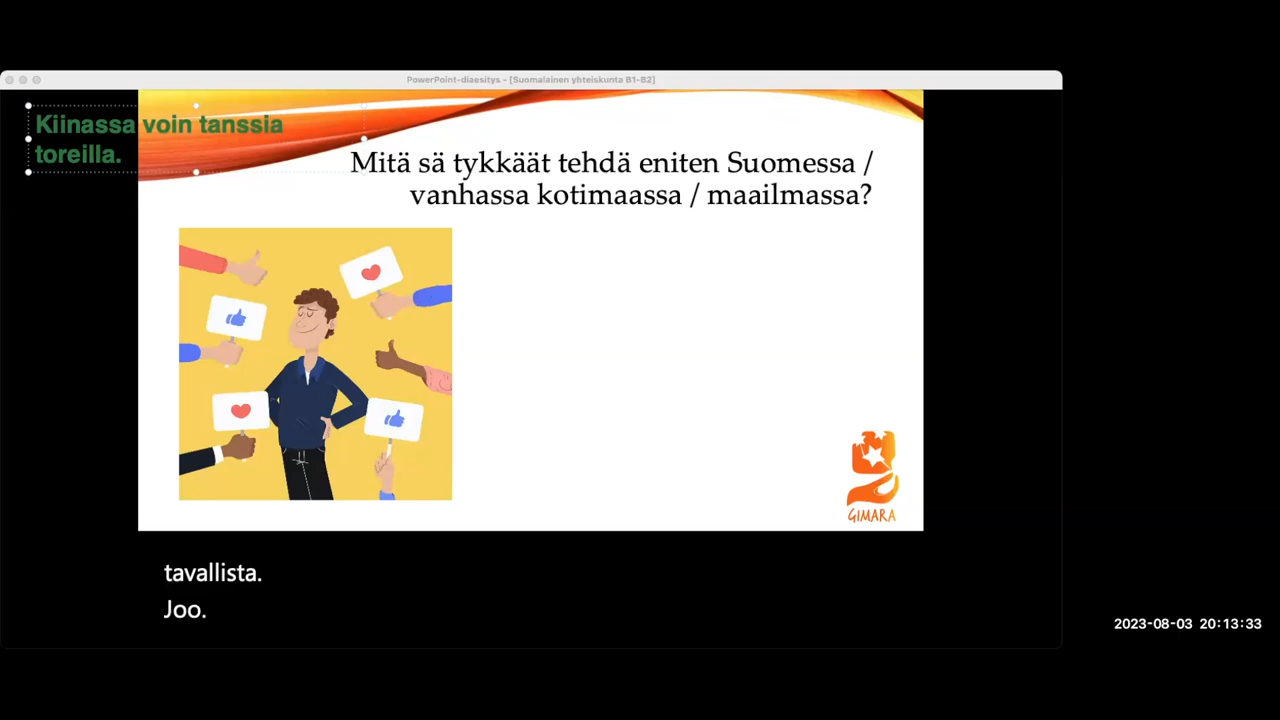 PowerPoint-diaesitys - [Suomalainen yhteiskunta B1-B2]
Kiinassa voin tanssia
toreilla.
Mitä sä tykkäät tehdä eniten Suomessa /
vanhassa kotimaassa / maailmassa?
GIMARA
tavallista.
Joo.
2023-08-03 20:13:33